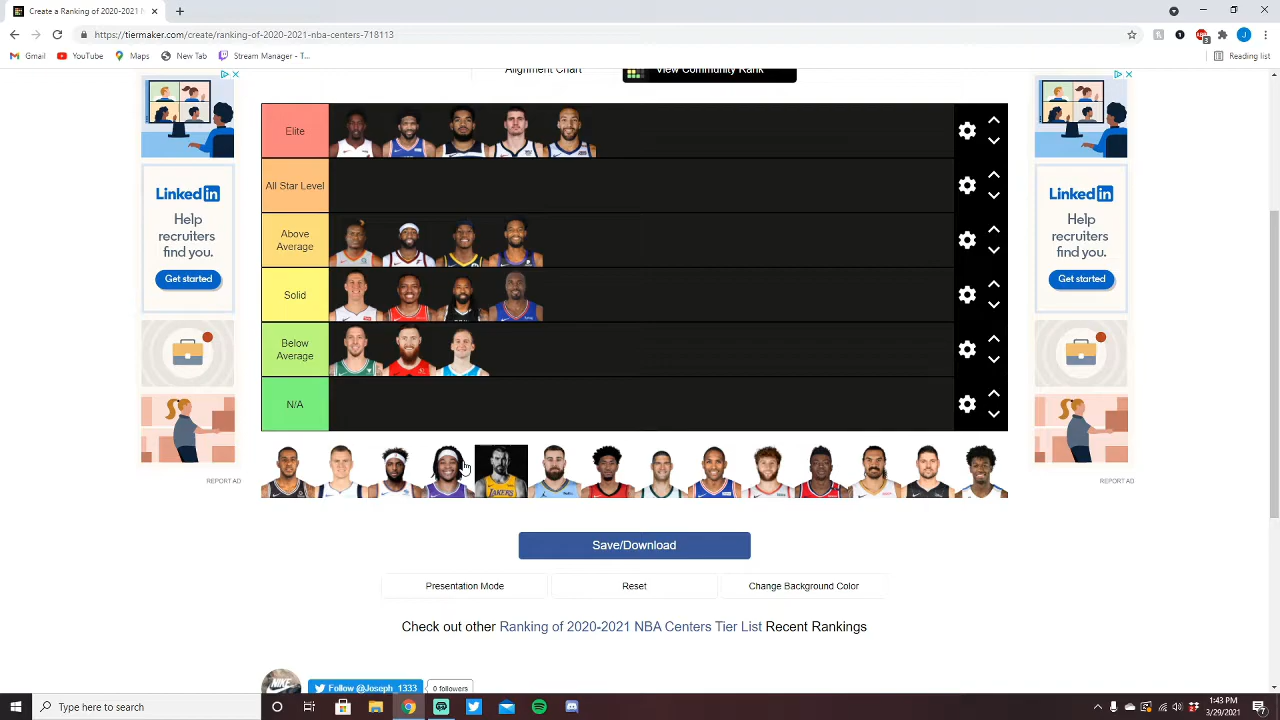 Create a Ranking of 2020-2021 N
https://tiermaker.com/create/ranking-of-2020-2021-nba-centers-718113
Gmail
YouTube
Maps
New Tab
Stream Manager - T...
Reading list
Alignment Chart
View Community Rank
Elite
All Star Level
Above
Average
Solid
Below
Average
N/A
LinkedIn
Help
recruiters
find you.
Get started
REPORT AD
LinkedIn
Help
recruiters
find you.
Get started
REPORT AD
LAKERS
Save/Download
Presentation Mode
Reset
Change Background Color
Check out other Ranking of 2020-2021 NBA Centers Tier List Recent Rankings
Follow @Joseph_1333
0 followers
Type here to search
1:43 PM
3/29/2021